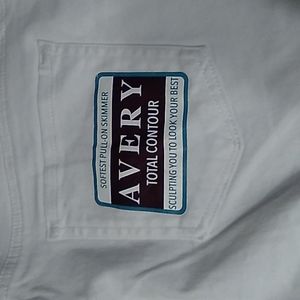 SOFTEST PULL-ON SKIMMER
AVERY
TOTAL CONTOUR
SCULPTING YOU TO LOOK YOUR BEST